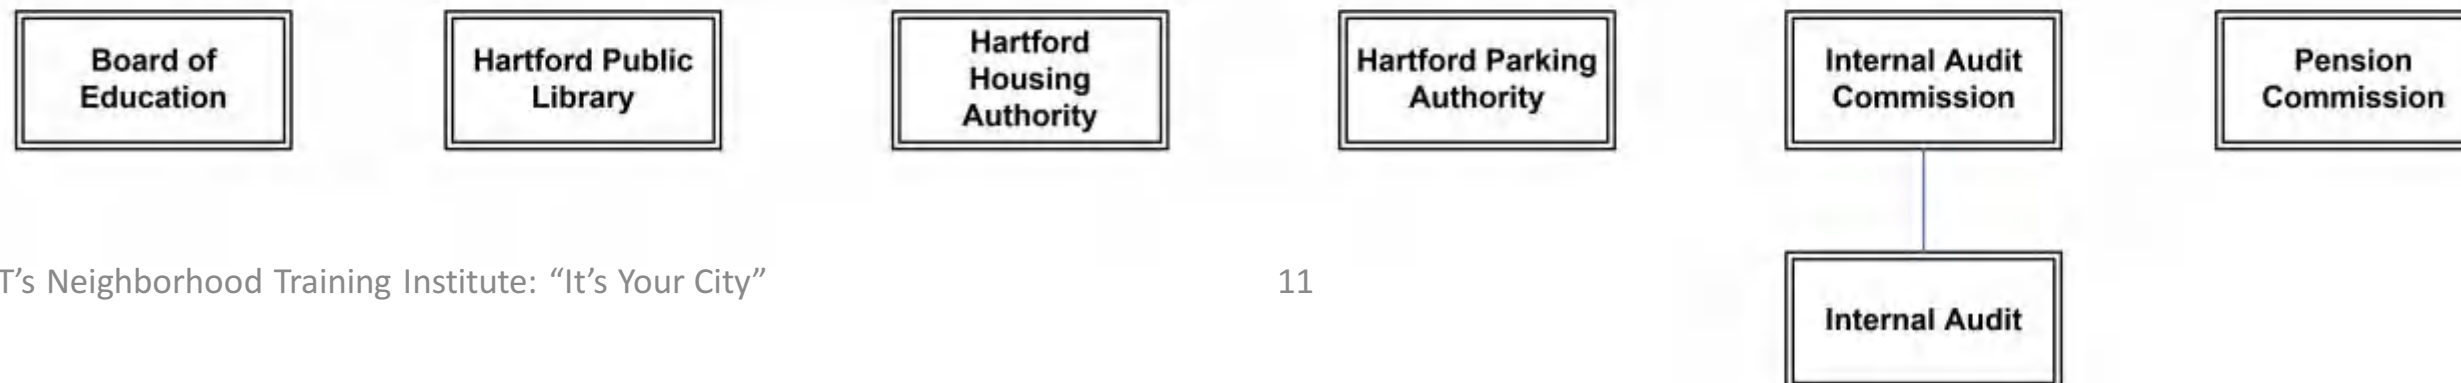 Board of
Education
Hartford Public
Library
Hartford
Housing
Authority
Hartford Parking
Authority
Internal Audit
Commission
Pension
Commission
T’s Neighborhood Training Institute: “It’s Your City”
11
Internal Audit